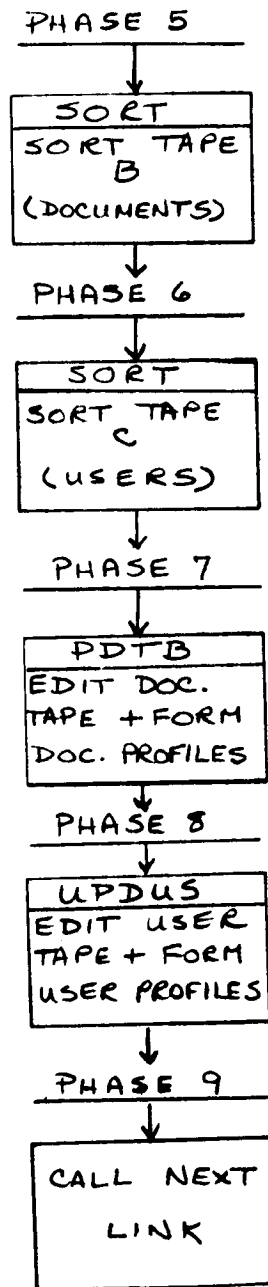 PHASE 5
SORT
SORT TAPE
B
(DOCUMENTS)
PHASE 6
SORT
SORT TAPE
C
(USERS)
PHASE 7
PDTB
EDIT DOC.
TAPE + FORM
DOC. PROFILES
PHASE 8
UPDUS
EDIT USER
TAPE + FORM
USER PROFILES
PHASE 9
CALL NEXT
LINK